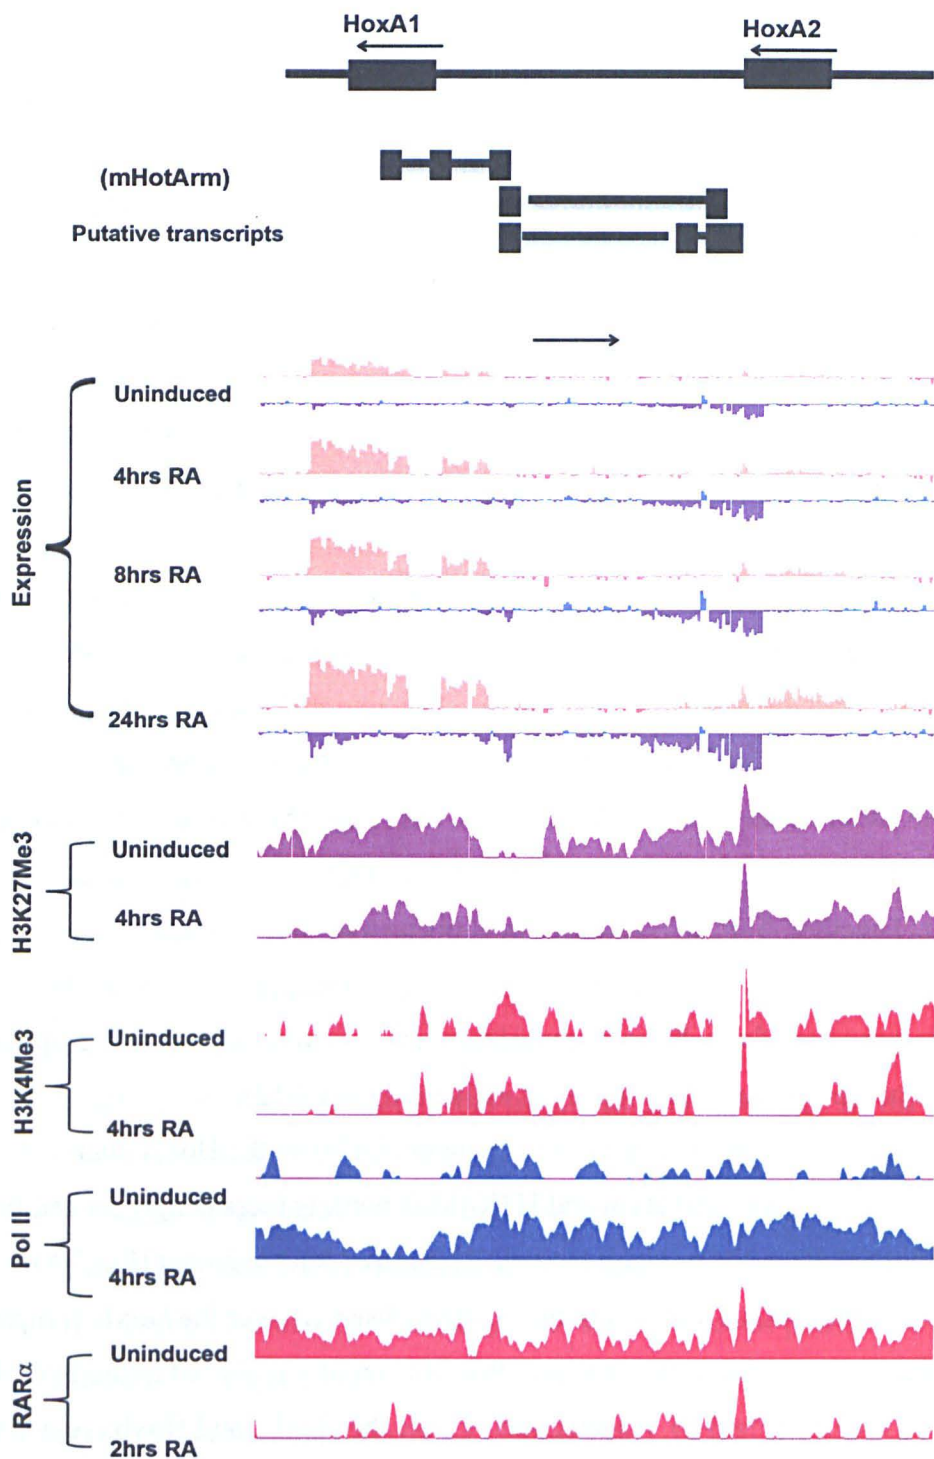 HoxA1
HoxA2
(mHotArm)
Putative transcripts
Expression
Uninduced
4hrs RA
8hrs RA
24hrs RA
H3K27Me3
Uninduced
4hrs RA
H3K4Me3
Uninduced
4hrs RA
Pol II
Uninduced
4hrs RA
RARα
Uninduced
2hrs RA